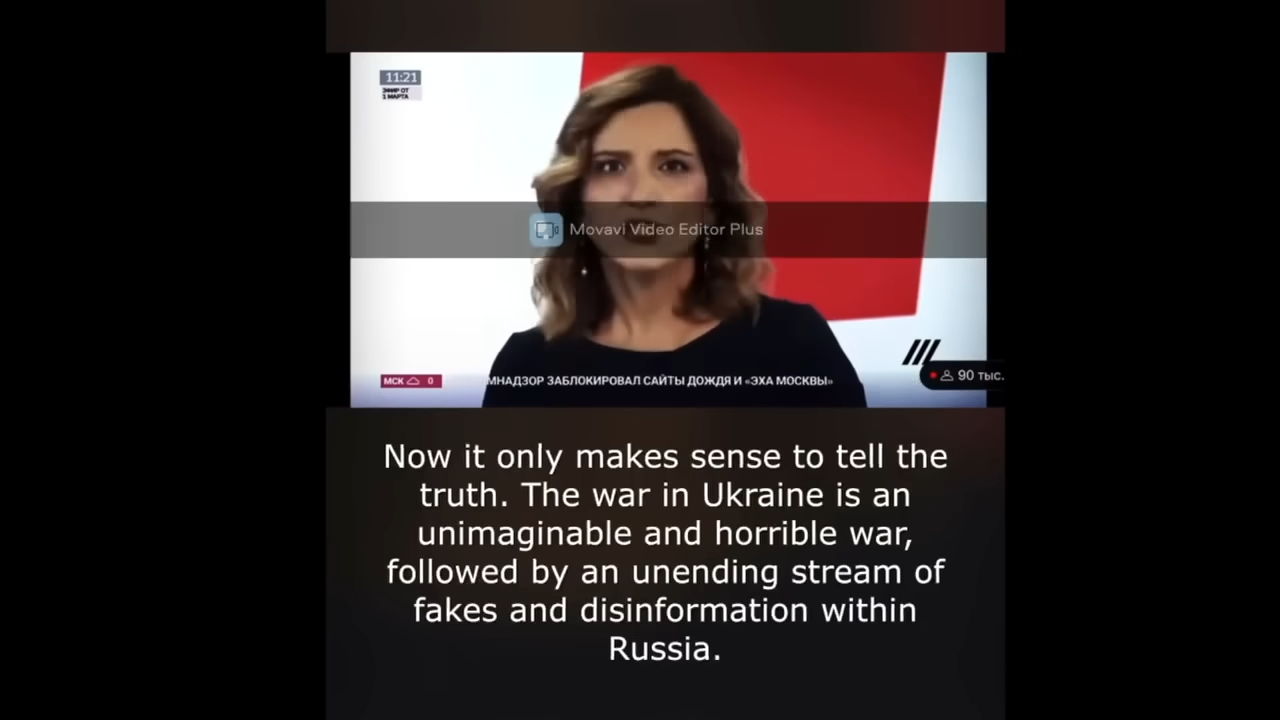 11:21
ЭФИР ОТ
1 МАРТА
Movavi Video Editor Plus
МСК 0
МНАДЗОР ЗАБЛОКИРОВАЛ САЙТЫ ДОЖДЯ И «ЭХА МОСКВЫ»
90 тыс.
Now it only makes sense to tell the
truth. The war in Ukraine is an
unimaginable and horrible war,
followed by an unending stream of
fakes and disinformation within
Russia.